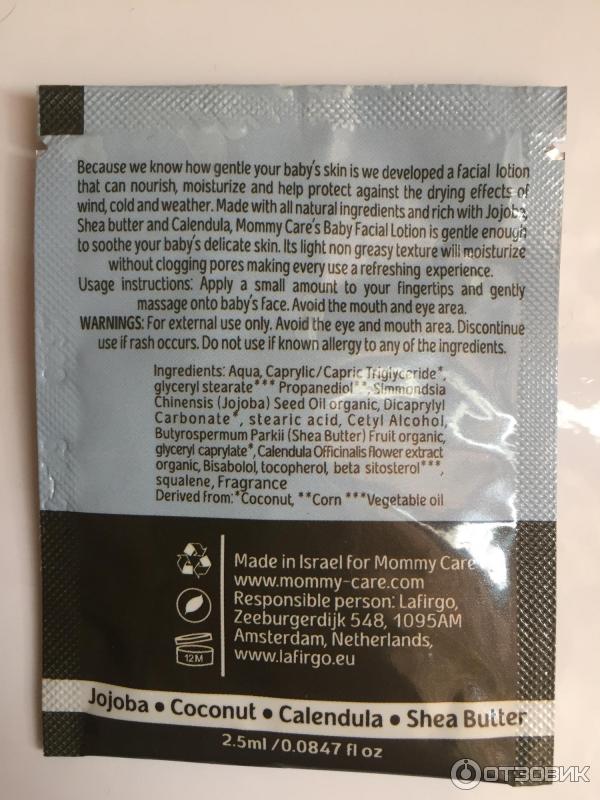 Because we know how gentle your baby's skin is we developed a facial lotion
that can nourish, moisturize and help protect against the drying effects of
wind, cold and weather. Made with all natural ingredients and rich with Jojoba,
Shea butter and Calendula, Mommy Care's Baby Facial Lotion is gentle enough
to soothe your baby's delicate skin. Its light non greasy texture will moisturize
without clogging pores making every use a refreshing experience.
Usage instructions: Apply a small amount to your fingertips and gently
massage onto baby's face. Avoid the mouth and eye area.
WARNINGS: For external use only. Avoid the eye and mouth area. Discontinue
use if rash occurs. Do not use if known allergy to any of the ingredients.
Ingredients: Aqua, Caprylic/Capric Triglyceride*,
glyceryl stearate*** Propanediol**, Simmondsia
Chinensis (Jojoba) Seed Oil organic, Dicaprylyl
Carbonate*, stearic acid, Cetyl Alcohol,
Butyrospermum Parkii (Shea Butter) Fruit organic,
glyceryl caprylate*, Calendula Officinalis flower extract
organic, Bisabolol, tocopherol, beta sitosterol***,
squalene, Fragrance
Derived from: *Coconut, **Corn ***Vegetable oil
Made in Israel for Mommy Care
www.mommy-care.com
Responsible person: Lafirgo,
Zeeburgerdijk 548, 1095AM
Amsterdam, Netherlands,
www.lafirgo.eu
12M
Jojoba • Coconut • Calendula • Shea Butter
2.5ml/0.0847 fl oz
ОТЗОВИК